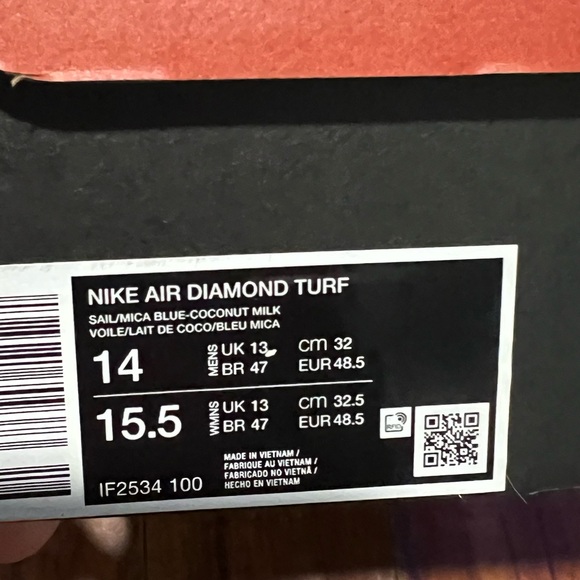 NIKE AIR DIAMOND TURF
SAIL/MICA BLUE-COCONUT MILK
VOILE/LAIT DE COCO/BLEU MICA
14 MENS UK 13 cm 32
BR 47 EUR 48.5
15.5 WMNS UK 13 cm 32.5
BR 47 EUR 48.5
RFID
MADE IN VIETNAM /
FABRIQUE AU VIETNAM /
FABRICADO NO VIETNÃ /
HECHO EN VIETNAM
IF2534 100